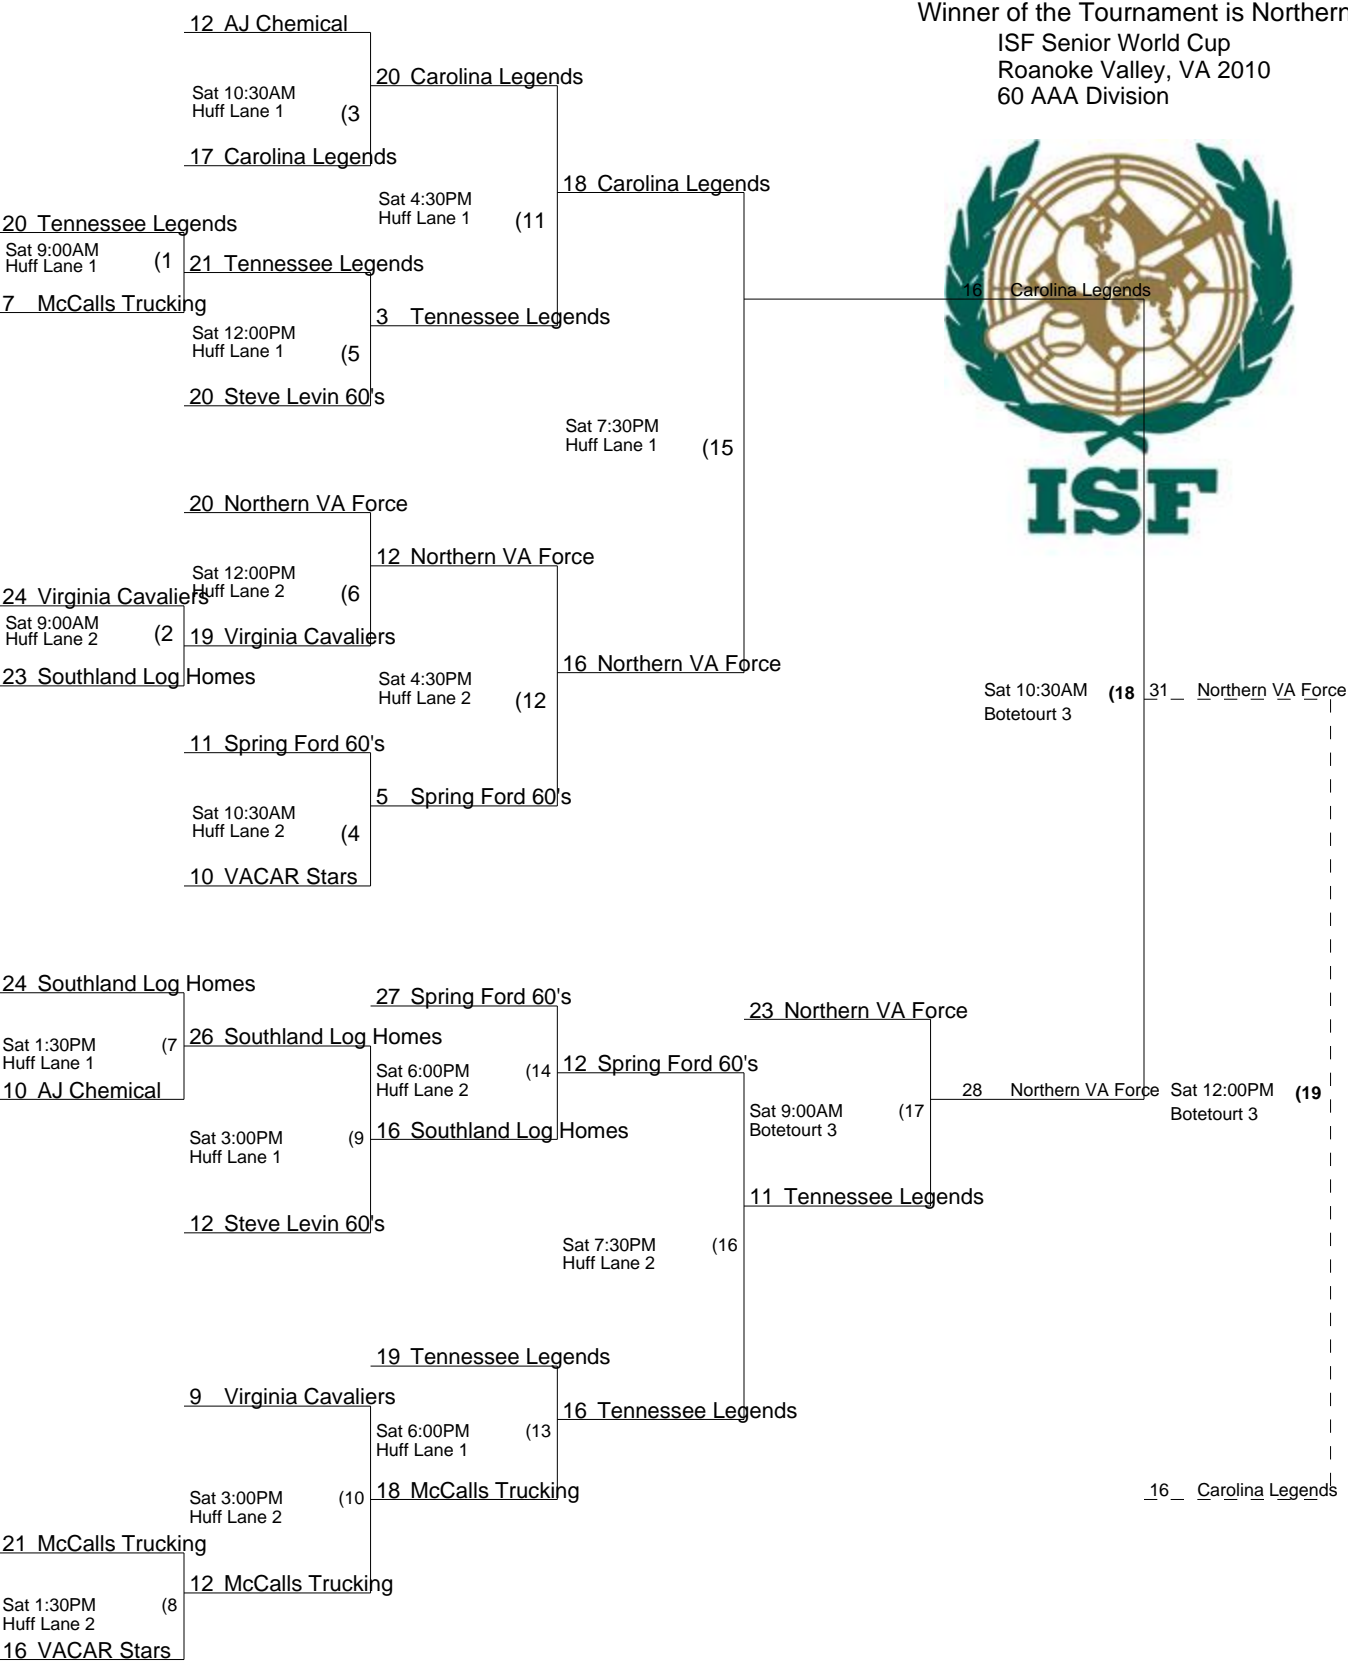 Winner of the Tournament is Northern
ISF Senior World Cup
Roanoke Valley, VA 2010
60 AAA Division
12 AJ Chemical
20 Carolina Legends
Sat 10:30AM
Huff Lane 1 (3
17 Carolina Legends
18 Carolina Legends
Sat 4:30PM
Huff Lane 1 (11
20 Tennessee Legends
Sat 9:00AM
Huff Lane 1 (1
21 Tennessee Legends
7 McCalls Trucking
3 Tennessee Legends
Sat 12:00PM
Huff Lane 1 (5
20 Steve Levin 60's
16 Carolina Legends
Sat 7:30PM
Huff Lane 1 (15
ISF
20 Northern VA Force
12 Northern VA Force
Sat 12:00PM
Huff Lane 2 (6
24 Virginia Cavaliers
Sat 9:00AM
Huff Lane 2 (2
19 Virginia Cavaliers
23 Southland Log Homes
16 Northern VA Force
Sat 4:30PM
Huff Lane 2 (12
Sat 10:30AM (18
Botetourt 3
31 Northern VA Force
11 Spring Ford 60's
5 Spring Ford 60's
Sat 10:30AM
Huff Lane 2 (4
10 VACAR Stars
24 Southland Log Homes
27 Spring Ford 60's
23 Northern VA Force
Sat 1:30PM (7
Huff Lane 1
26 Southland Log Homes
10 AJ Chemical
Sat 6:00PM (14
Huff Lane 2
12 Spring Ford 60's
28 Northern VA Force
Sat 12:00PM (19
Botetourt 3
Sat 9:00AM (17
Botetourt 3
Sat 3:00PM (9
Huff Lane 1
16 Southland Log Homes
11 Tennessee Legends
12 Steve Levin 60's
Sat 7:30PM (16
Huff Lane 2
19 Tennessee Legends
9 Virginia Cavaliers
16 Tennessee Legends
Sat 6:00PM (13
Huff Lane 1
18 McCalls Trucking
16 Carolina Legends
Sat 3:00PM (10
Huff Lane 2
21 McCalls Trucking
12 McCalls Trucking
Sat 1:30PM (8
Huff Lane 2
16 VACAR Stars